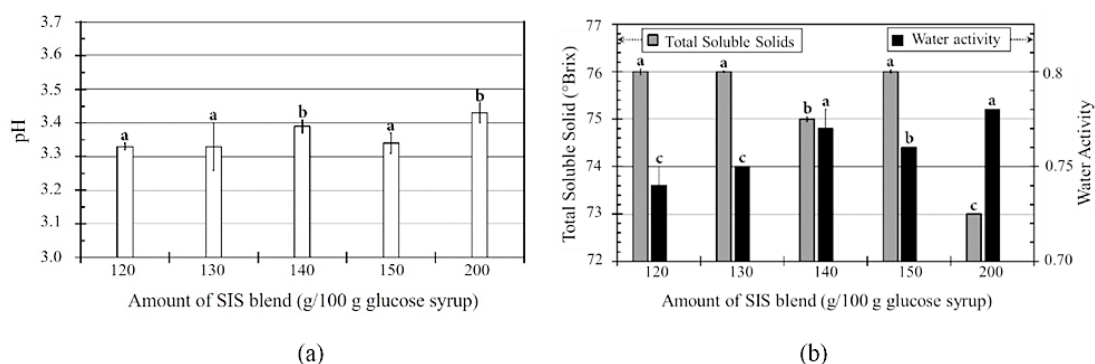 3.7
3.6
3.5
3.4
3.3
3.2
3.1
3.0
pH
a
a
b
a
b
120 130 140 150 200
Amount of SIS blend (g/100 g glucose syrup)
(a)
77
76
75
74
73
72
Total Soluble Solid (°Brix)
Total Soluble Solids
Water activity
a
c
a
c
b
a
a
b
c
a
0.8
0.75
0.70
Water Activity
120 130 140 150 200
Amount of SIS blend (g/100 g glucose syrup)
(b)